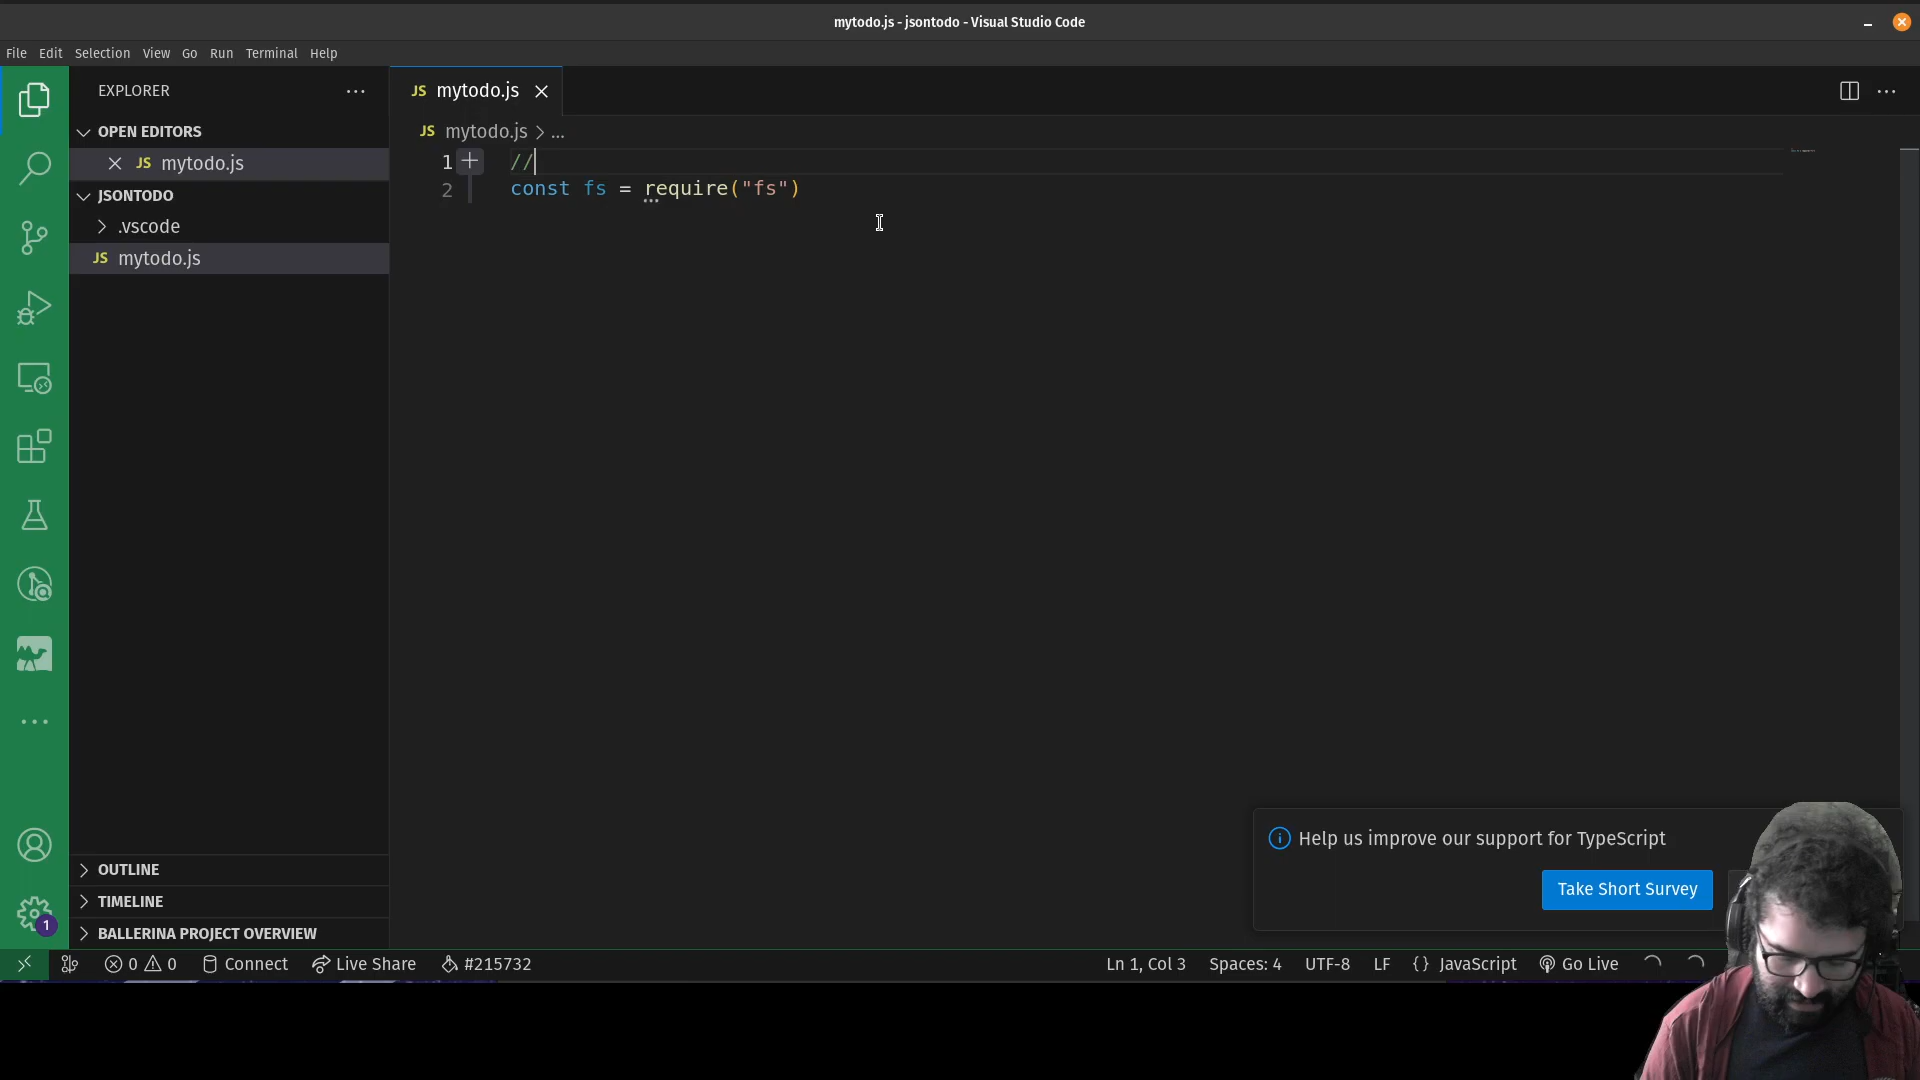 mytodo.js - jsontodo - Visual Studio Code
File Edit Selection View Go Run Terminal Help
EXPLORER
OPEN EDITORS
JS mytodo.js
JSONTODO
.vscode
JS mytodo.js
OUTLINE
TIMELINE
BALLERINA PROJECT OVERVIEW
1
JS mytodo.js
JS mytodo.js > ...
1 //
2 const fs = require("fs")
Help us improve our support for TypeScript
Take Short Survey
0 0 Connect Live Share #215732 Ln 1, Col 3 Spaces: 4 UTF-8 LF {} JavaScript Go Live